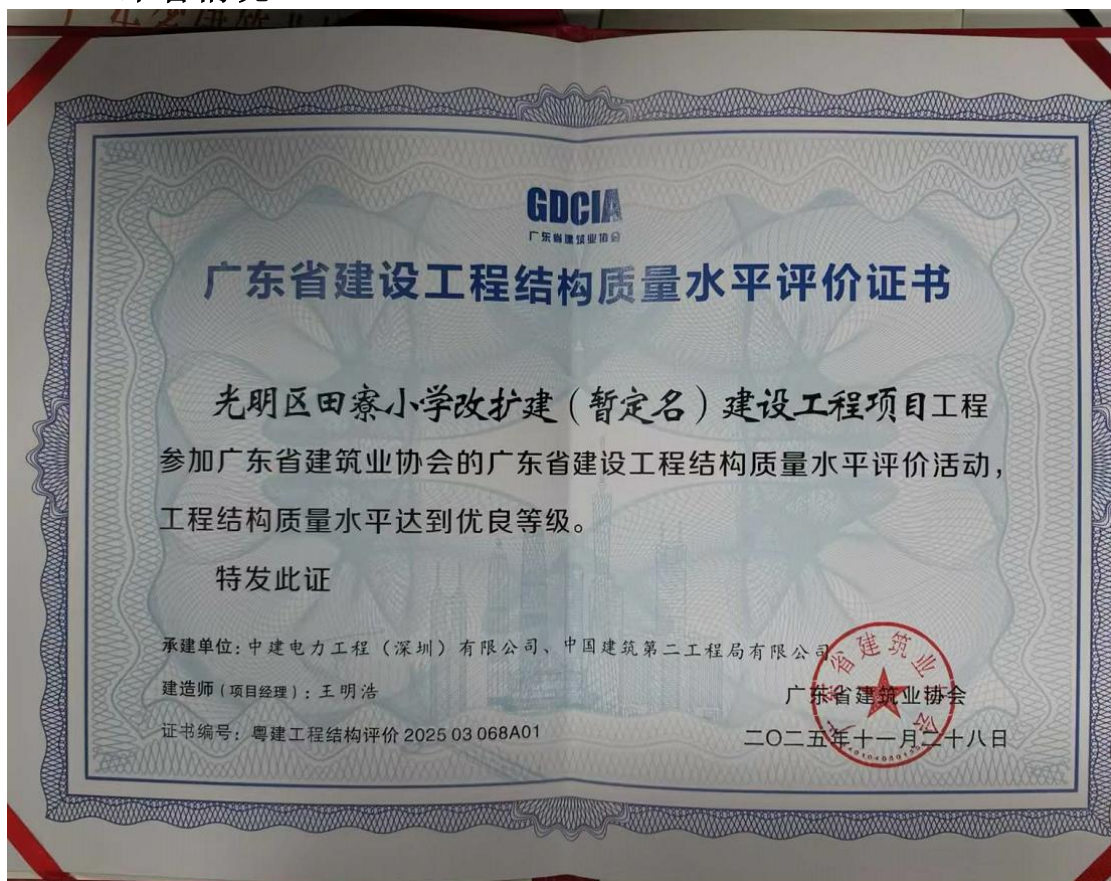 GDCIA
广东省建筑业协会
广东省建设工程结构质量水平评价证书
光明区田寮小学改扩建（暂定名）建设工程项目工程
参加广东省建筑业协会的广东省建设工程结构质量水平评价活动，
工程结构质量水平达到优良等级。
特发此证
承建单位：中建电力工程（深圳）有限公司、中国建筑第二工程局有限公司
建造师（项目经理）：王明浩
广东省建筑业协会
证书编号：粤建工程结构评价 2025 03 068A01
二〇二五年十一月二十八日
广东省建筑业协会